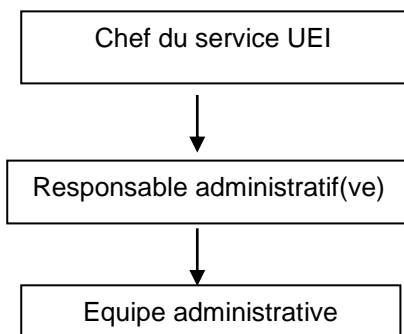 Chef du service UEI
Responsable administratif(ve)
Equipe administrative